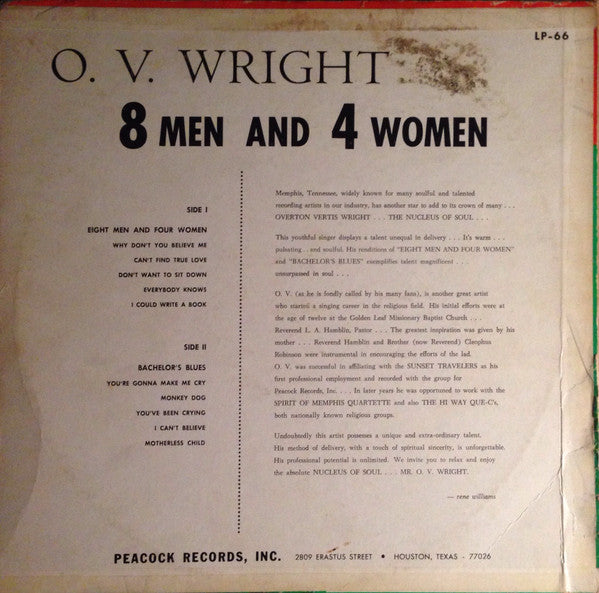 LP-66
O. V. WRIGHT
8 MEN AND 4 WOMEN
SIDE I
EIGHT MEN AND FOUR WOMEN
WHY DON'T YOU BELIEVE ME
CAN'T FIND TRUE LOVE
DON'T WANT TO SIT DOWN
EVERYBODY KNOWS
I COULD WRITE A BOOK
SIDE II
BACHELOR'S BLUES
YOU'RE GONNA MAKE ME CRY
MONKEY DOG
YOU'VE BEEN CRYING
I CAN'T BELIEVE
MOTHERLESS CHILD
Memphis, Tennessee, widely known for many soulful and talented
recording artists in our industry, has another star to add to its crown of many . . .
OVERTON VERTIS WRIGHT . . . THE NUCLEUS OF SOUL . . .
This youthful singer displays a talent unequal in delivery . . . It's warm . . .
pulsating . . and soulful. His renditions of "EIGHT MEN AND FOUR WOMEN"
and "BACHELOR'S BLUES" exemplifies talent magnificent . . .
unsurpassed in soul . . .
O. V. (as he is fondly called by his many fans), is another great artist
who started a singing career in the religious field. His initial efforts were at
the age of twelve at the Golden Leaf Missionary Baptist Church . . .
Reverend L. A. Hamblin, Pastor . . . The greatest inspiration was given by his
mother . . . Reverend Hamblin and Brother (now Reverend) Cleophus
Robinson were instrumental in encouraging the efforts of the lad.
O. V. was successful in affiliating with the SUNSET TRAVELERS as his
first professional employment and recorded with the group for
Peacock Records, Inc. . . . In later years he was opportuned to work with the
SPIRIT OF MEMPHIS QUARTETTE and also THE HI WAY QUE-C's,
both nationally known religious groups.
Undoubtedly this artist possesses a unique and extra-ordinary talent.
His method of delivery, with a touch of spiritual sincerity, is unforgettable.
His professional potential is unlimited. We invite you to relax and enjoy
the absolute NUCLEUS OF SOUL . . . MR. O. V. WRIGHT.
— rene williams
PEACOCK RECORDS, INC. 2809 ERASTUS STREET • HOUSTON, TEXAS - 77026